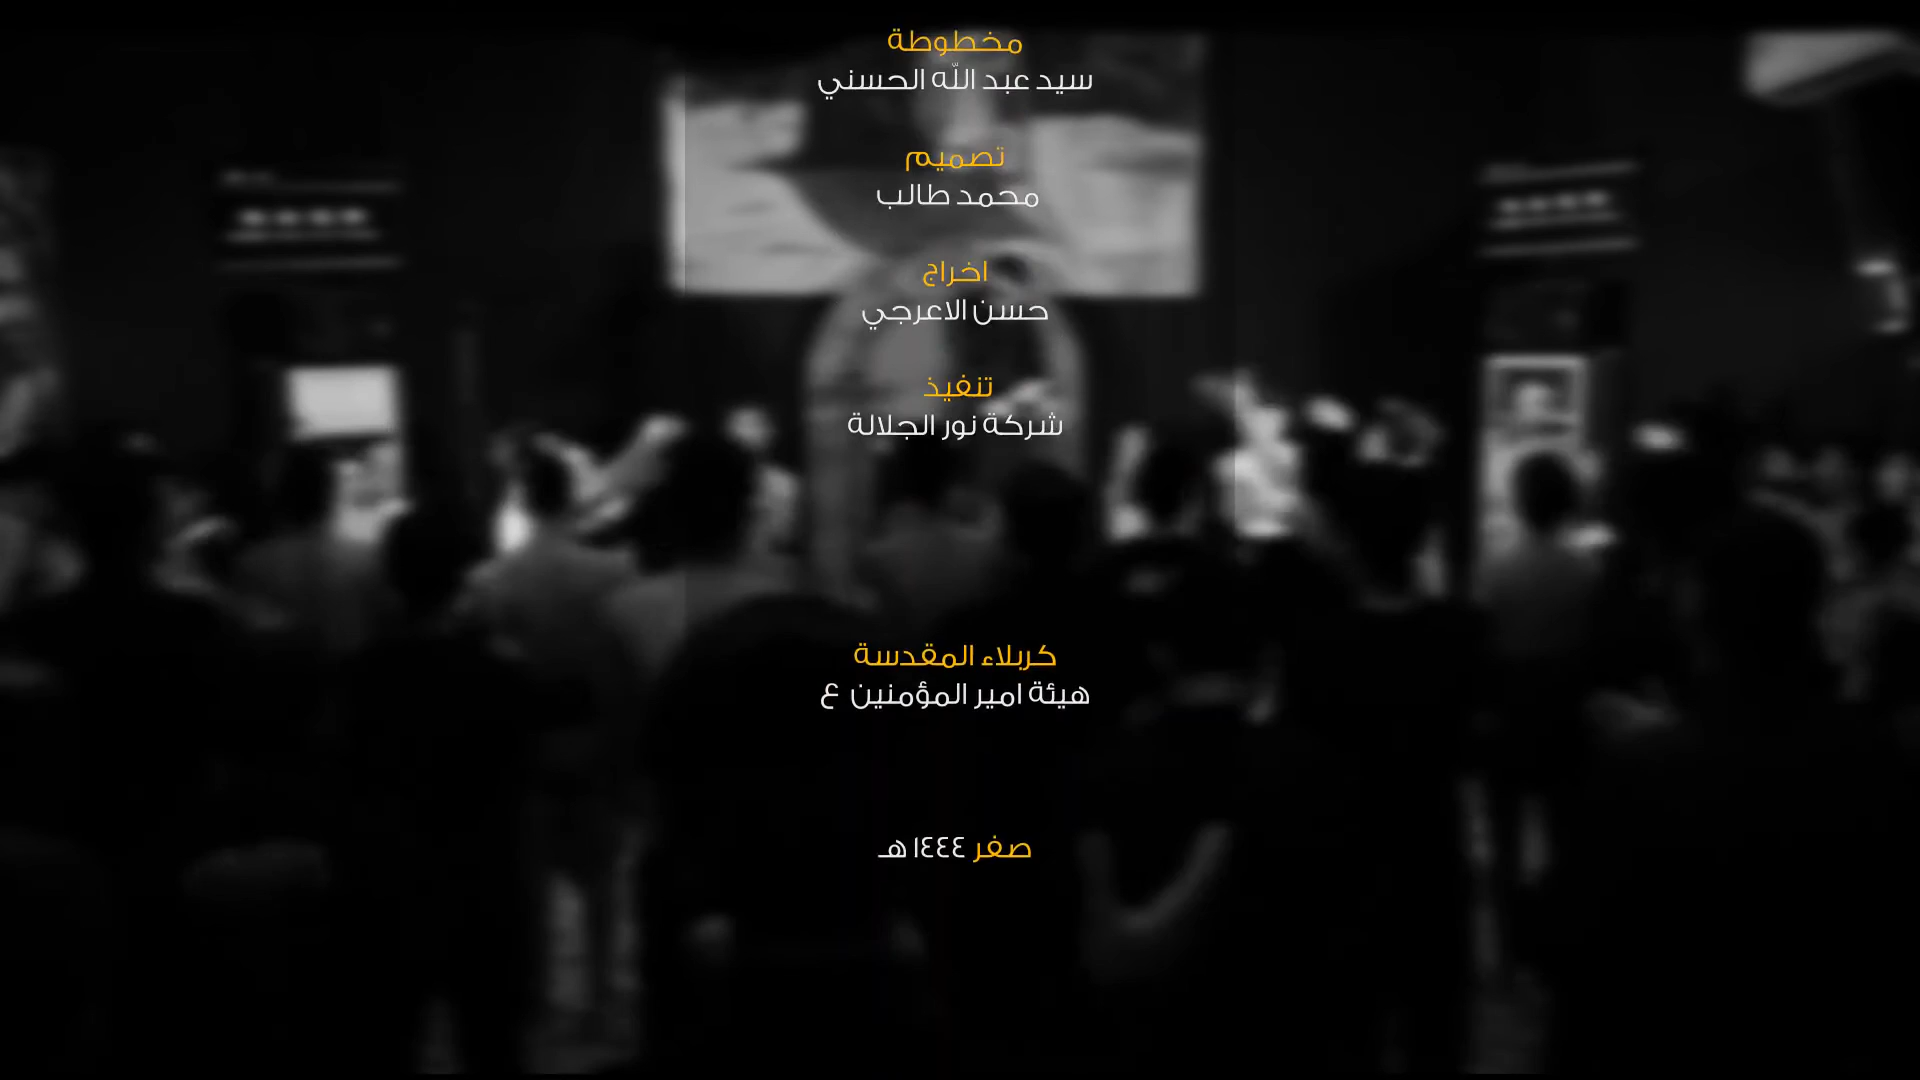 مخطوطة
سيد عبد الله الحسني
تصميم
محمد طالب
اخراج
حسن الاعرجي
تنفيذ
شركة نور الجلالة
كربلاء المقدسة
هيئة امير المؤمنين ع
صفر ١٤٤٤ هـ